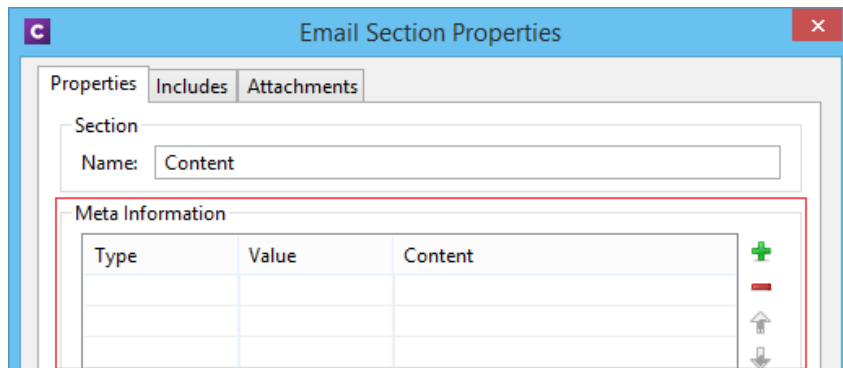 C
Email Section Properties
Properties Includes Attachments
Section
Name: Content
Meta Information
Type Value Content